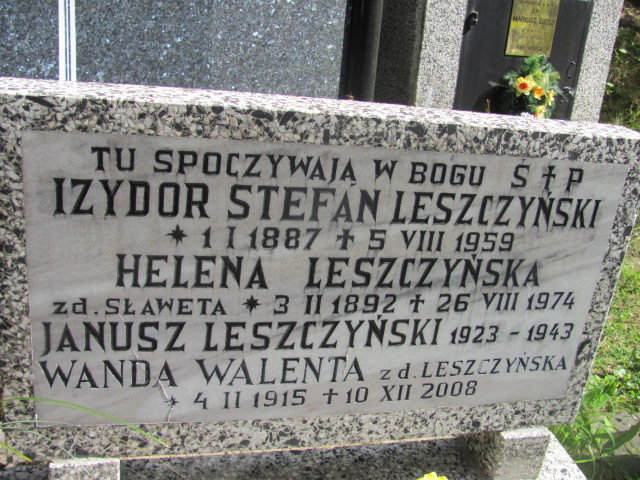 MARIUSZ
TU SPOCZYWAJĄ W BOGU Ś✝P
IZYDOR STEFAN LESZCZYŃSKI
* 1 I 1887 ✝ 5 VIII 1959
HELENA LESZCZYŃSKA
zd. SŁAWETA * 3 II 1892 ✝ 26 VIII 1974
JANUSZ LESZCZYŃSKI 1923 - 1943
WANDA WALENTA zd. LESZCZYŃSKA
* 4 II 1915 ✝ 10 XII 2008